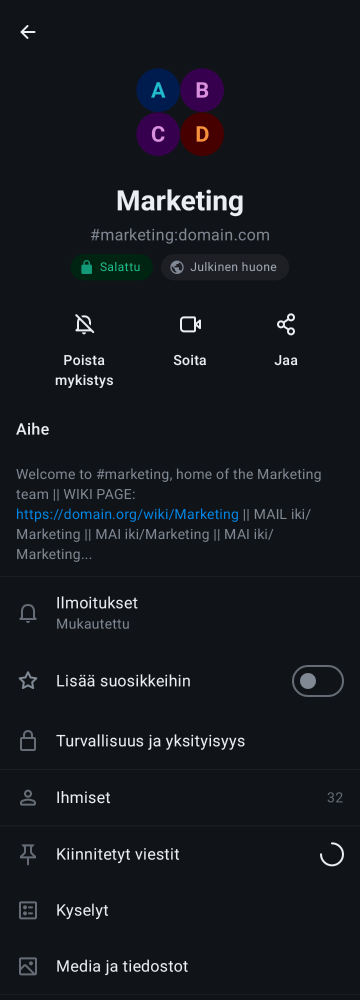 A B
C D
Marketing
#marketing:domain.com
Salattu Julkinen huone
Poista
mykistys Soita Jaa
Aihe
Welcome to #marketing, home of the Marketing
team || WIKI PAGE:
https://domain.org/wiki/Marketing || MAIL iki/
Marketing || MAI iki/Marketing || MAI iki/
Marketing...
Ilmoitukset
Mukautettu
Lisää suosikkeihin
Turvallisuus ja yksityisyys
Ihmiset 32
Kiinnitetyt viestit
Kyselyt
Media ja tiedostot